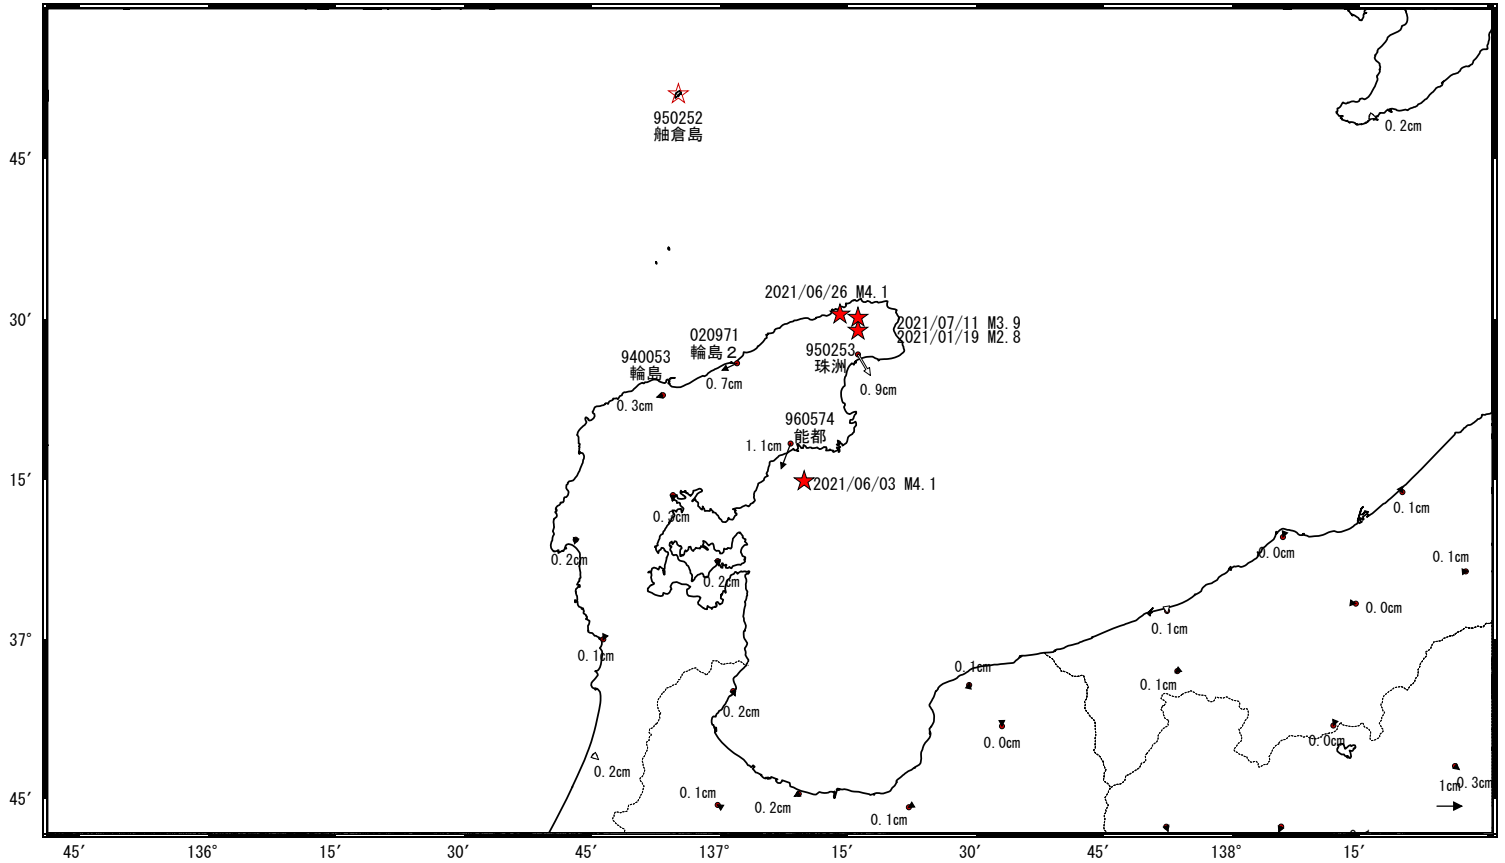 950252
舳倉島
0.2cm
45′
2021/06/26 M4.1
30′
2021/07/11 M3.9
020971
輪島２
2021/01/19 M2.8
950253
珠洲
940053
輪島
0.7cm
0.9cm
0.3cm
960574
能都
1.1cm
15′
2021/06/03 M4.1
0.3cm
0.1cm
0.2cm
0.0cm
0.1cm
0.2cm
0.0cm
0.1cm
37°
0.1cm
0.1cm
0.1cm
0.2cm
0.0cm
0.0cm
0.2cm
0.3cm
1cm
0.1cm
45′
0.2cm
0.1cm
45′ 136° 15′ 30′ 45′ 137° 15′ 30′ 45′ 138° 15′